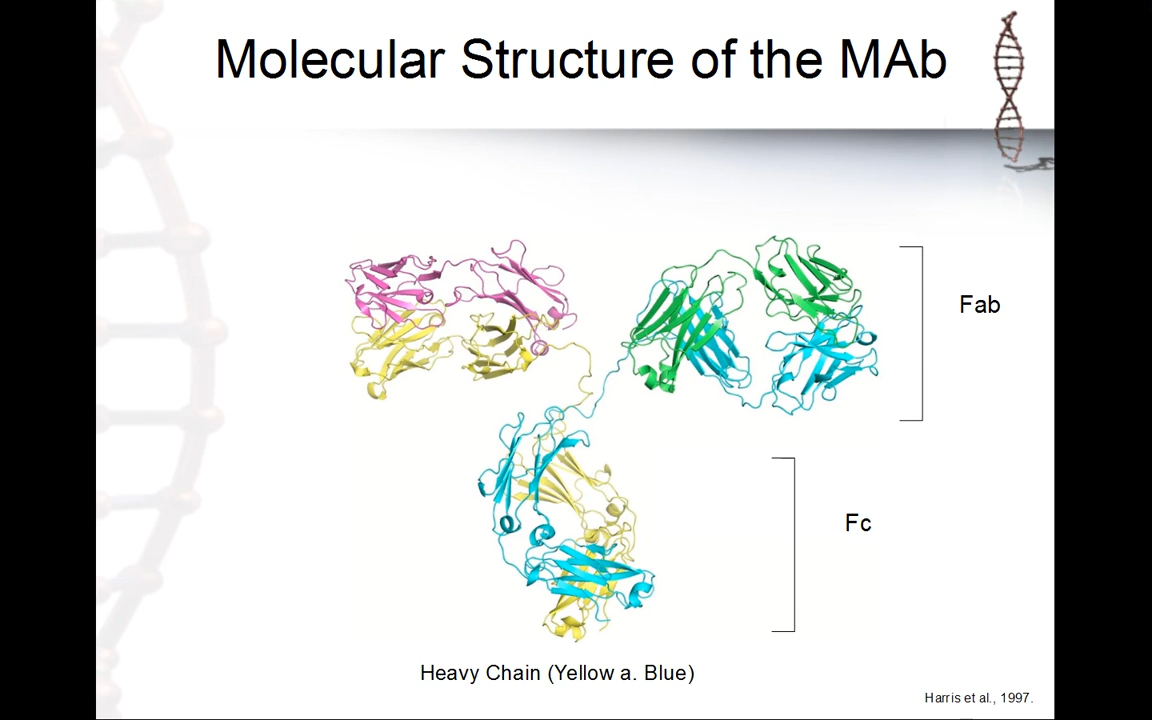 Molecular Structure of the MAb
Fab
Fc
Heavy Chain (Yellow a. Blue)
Harris et al., 1997.